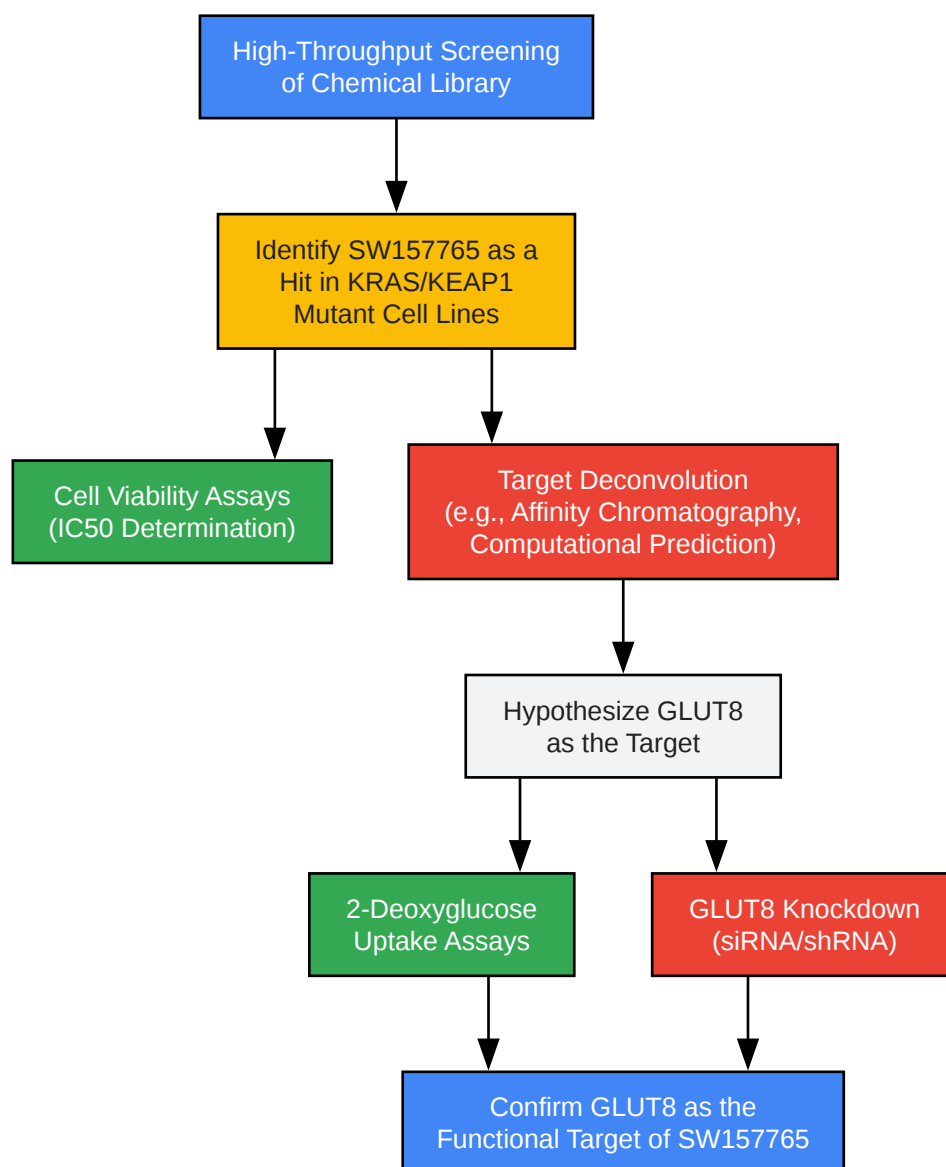 High-Throughput Screening
of Chemical Library
Identify SW157765 as a
Hit in KRAS/KEAP1
Mutant Cell Lines
Cell Viability Assays
(IC50 Determination)
Target Deconvolution
(e.g., Affinity Chromatography,
Computational Prediction)
Hypothesize GLUT8
as the Target
2-Deoxyglucose
Uptake Assays
GLUT8 Knockdown
(siRNA/shRNA)
Confirm GLUT8 as the
Functional Target of SW157765